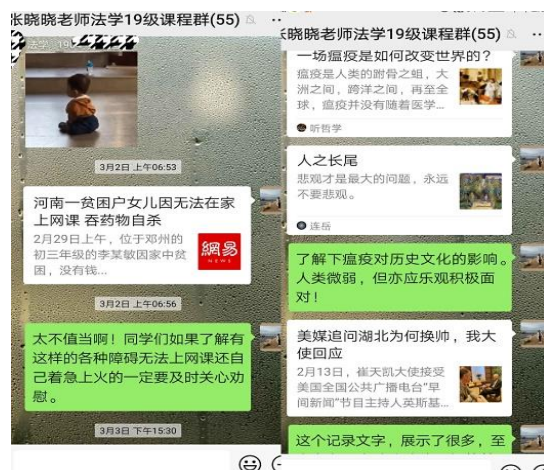 张晓晓老师法学19级课程群(55)
法学
3月2日 上午06:53
河南一贫困户女儿因无法在家
上网课 吞药物自杀
2月29日上午，位于邓州的
初三年级的李某敏因家中贫
困，没有钱...
網易
NEWS
3月2日 上午06:56
太不值当啊！同学们如果了解有
这样的各种障碍无法上网课还自
己着急上火的一定要及时关心劝
慰。
3月3日 下午15:30
张晓晓老师法学19级课程群(55)
一场瘟疫是如何改变世界的？
瘟疫是人类的跗骨之蛆，大
洲之间，跨洋之间，再至全
球，瘟疫并没有随着医学...
听哲学
人之长尾
悲观才是最大的问题，永远
不要悲观。
连岳
了解下瘟疫对历史文化的影响。
人类微弱，但亦应乐观积极面
对！
美媒追问湖北为何换帅，我大
使回应
2月13日，崔天凯大使接受
美国全国公共广播电台“早
间新闻”节目主持人英斯基...
这个记录文字，展示了很多，至